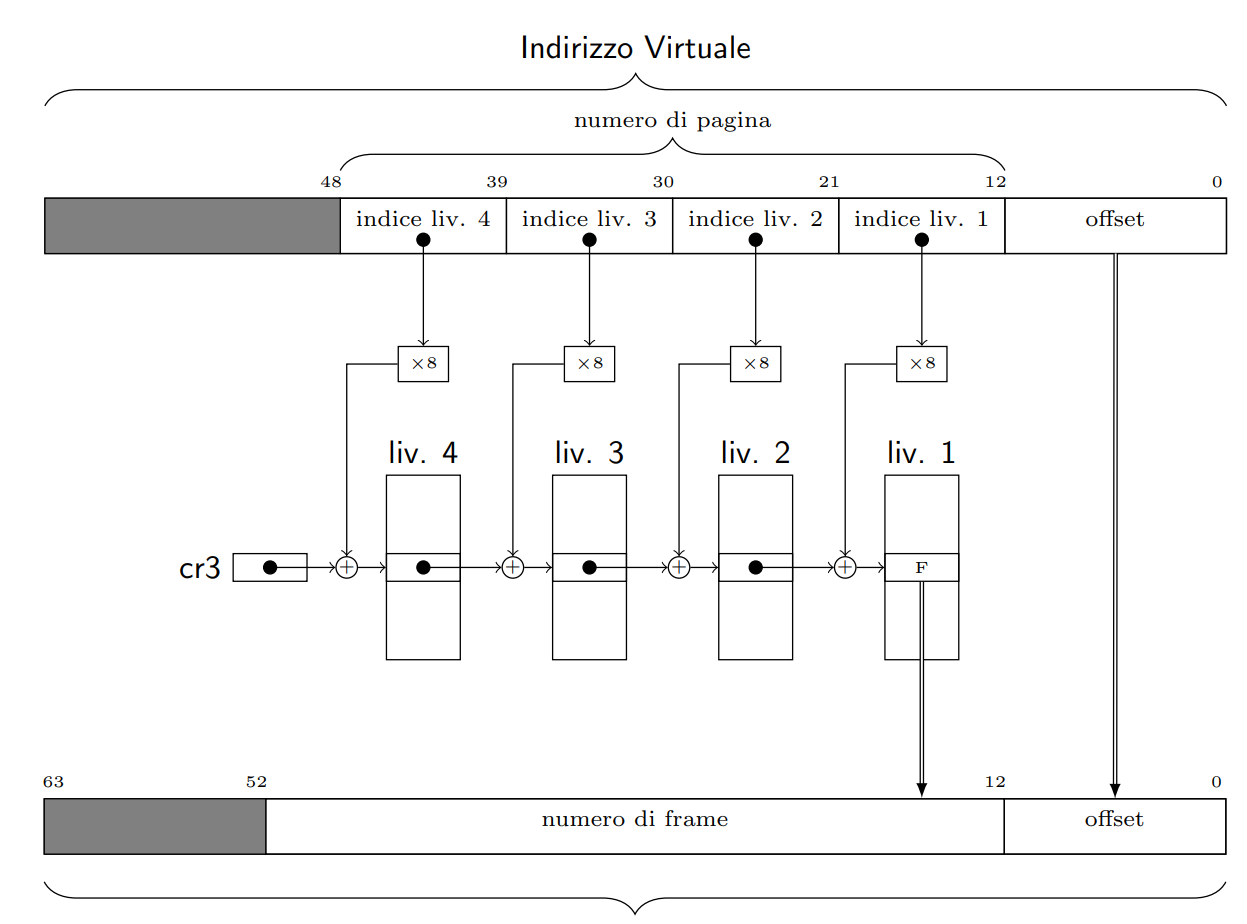 Indirizzo Virtuale
numero di pagina
48 39 30 21 12 0
indice liv. 4 indice liv. 3 indice liv. 2 indice liv. 1 offset
×8 ×8 ×8 ×8
liv. 4 liv. 3 liv. 2 liv. 1
cr3 + + + + F
63 52 12 0
numero di frame offset